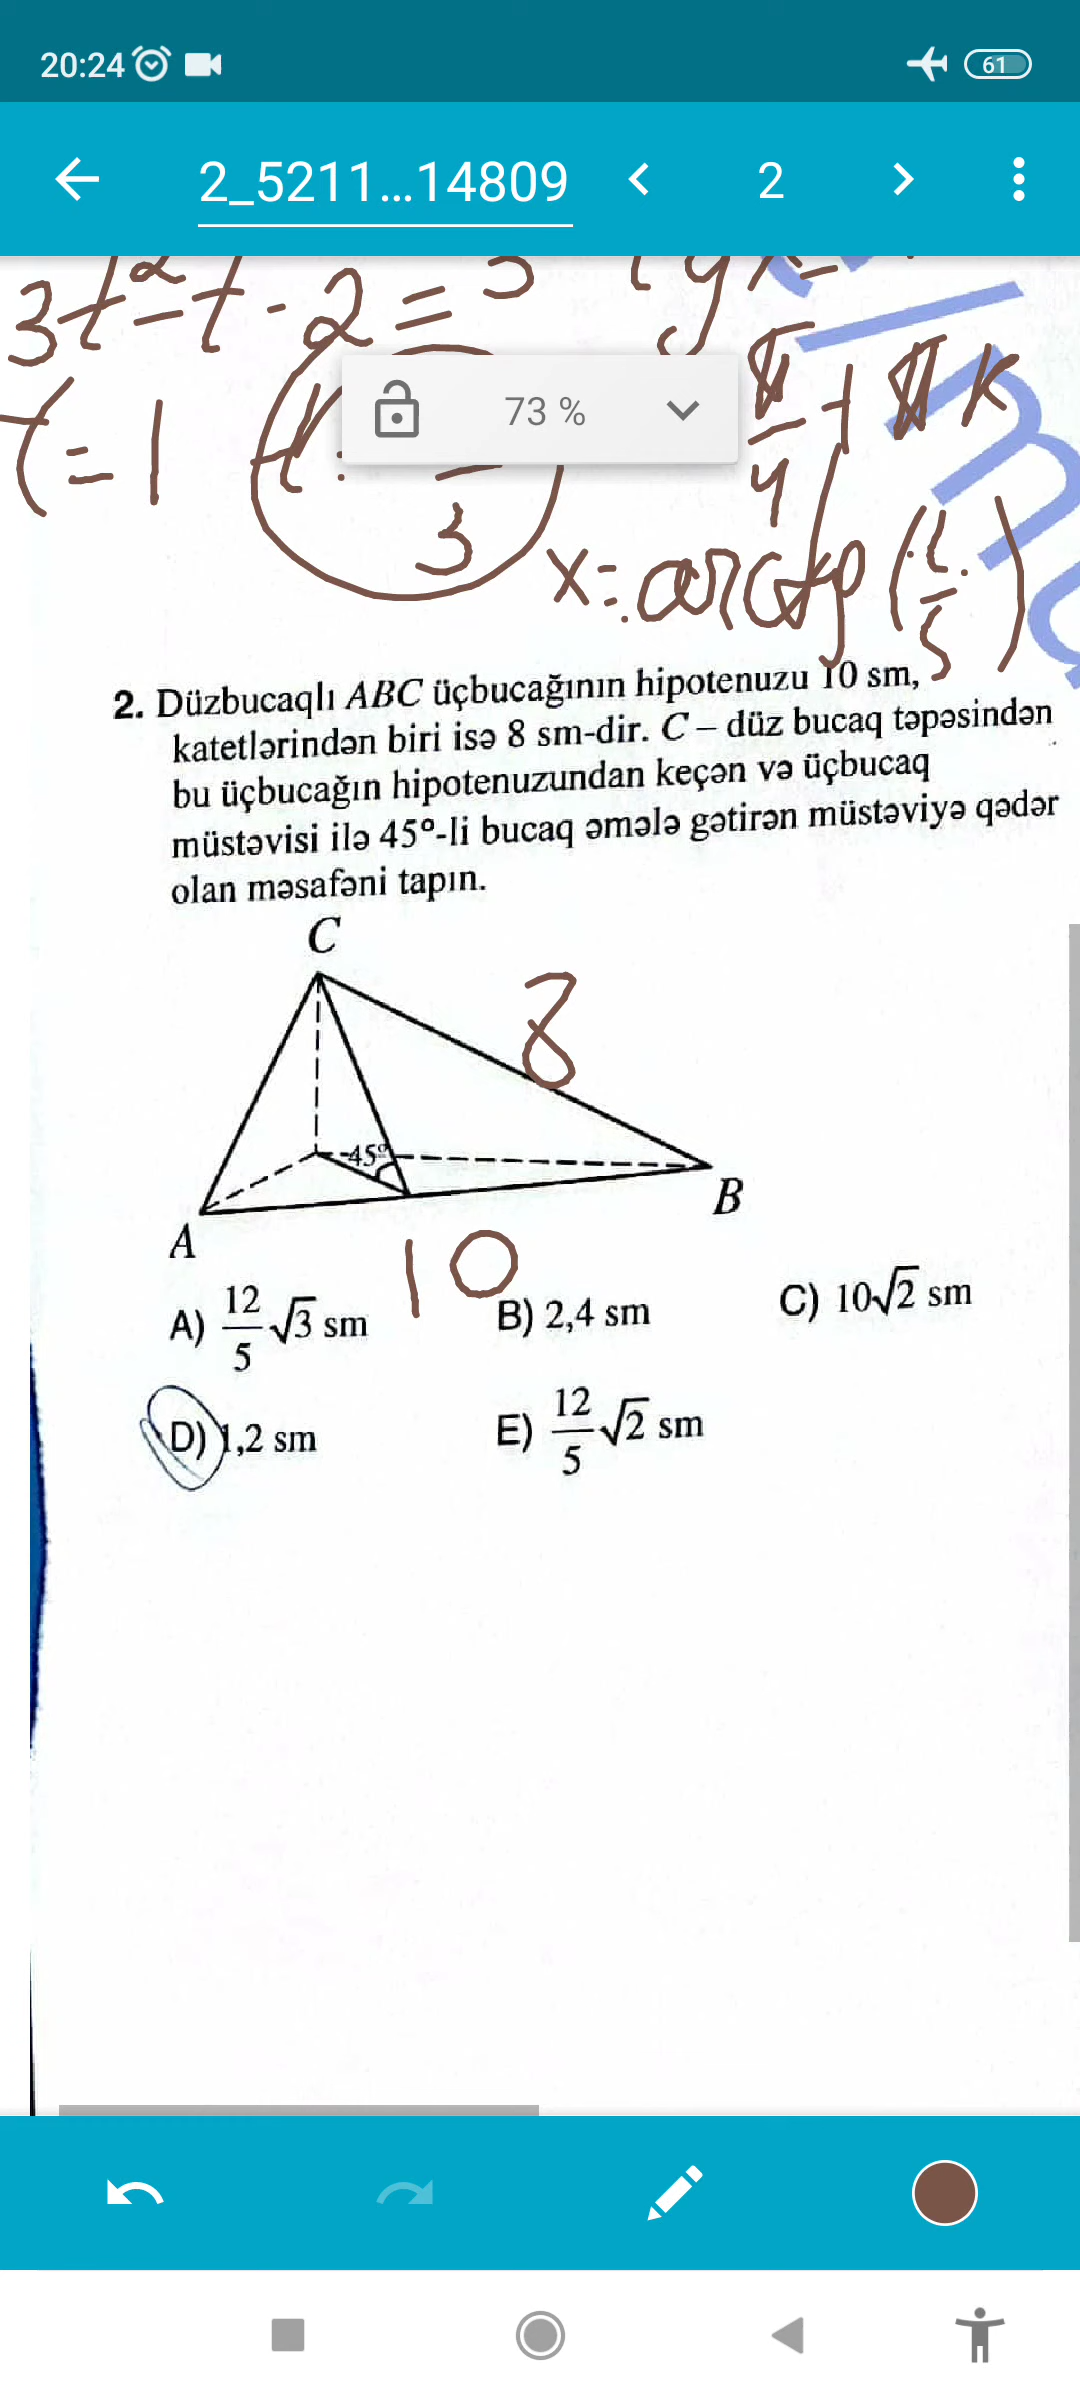 20:24
61
2_5211...14809
2
3t²-t-2=
73 %
t=1
3
x=arctg
2. Düzbucaqlı ABC üçbucağının hipotenuzu 10 sm,
katetlərindən biri isə 8 sm-dir. C – düz bucaq təpəsindən
bu üçbucağın hipotenuzundan keçən və üçbucaq
müstəvisi ilə 45º-li bucaq əmələ gətirən müstəviyə qədər
olan məsafəni tapın.
C
8
45º
B
A
10
A) 12/5 √3 sm
B) 2,4 sm
C) 10√2 sm
D) 1,2 sm
E) 12/5 √2 sm